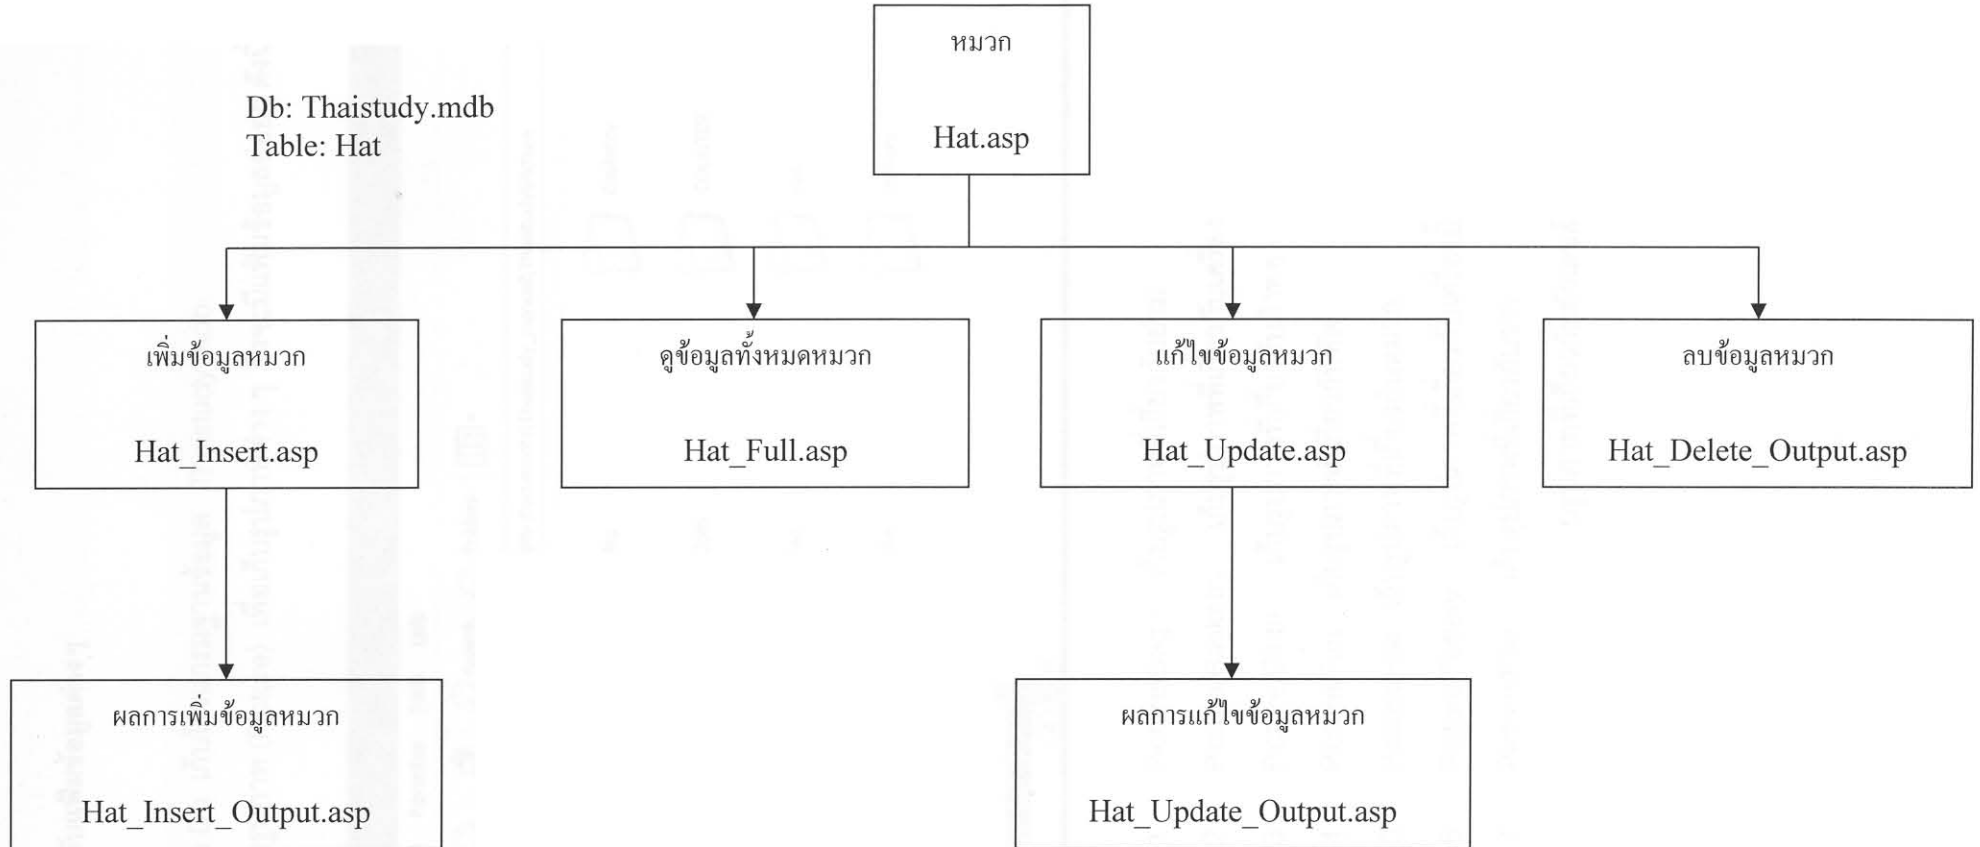 หมวก
Hat.asp
Db: Thaistudy.mdb
Table: Hat
เพิ่มข้อมูลหมวก
Hat_Insert.asp
ดูข้อมูลทั้งหมดหมวก
Hat_Full.asp
แก้ไขข้อมูลหมวก
Hat_Update.asp
ลบข้อมูลหมวก
Hat_Delete_Output.asp
ผลการเพิ่มข้อมูลหมวก
Hat_Insert_Output.asp
ผลการแก้ไขข้อมูลหมวก
Hat_Update_Output.asp